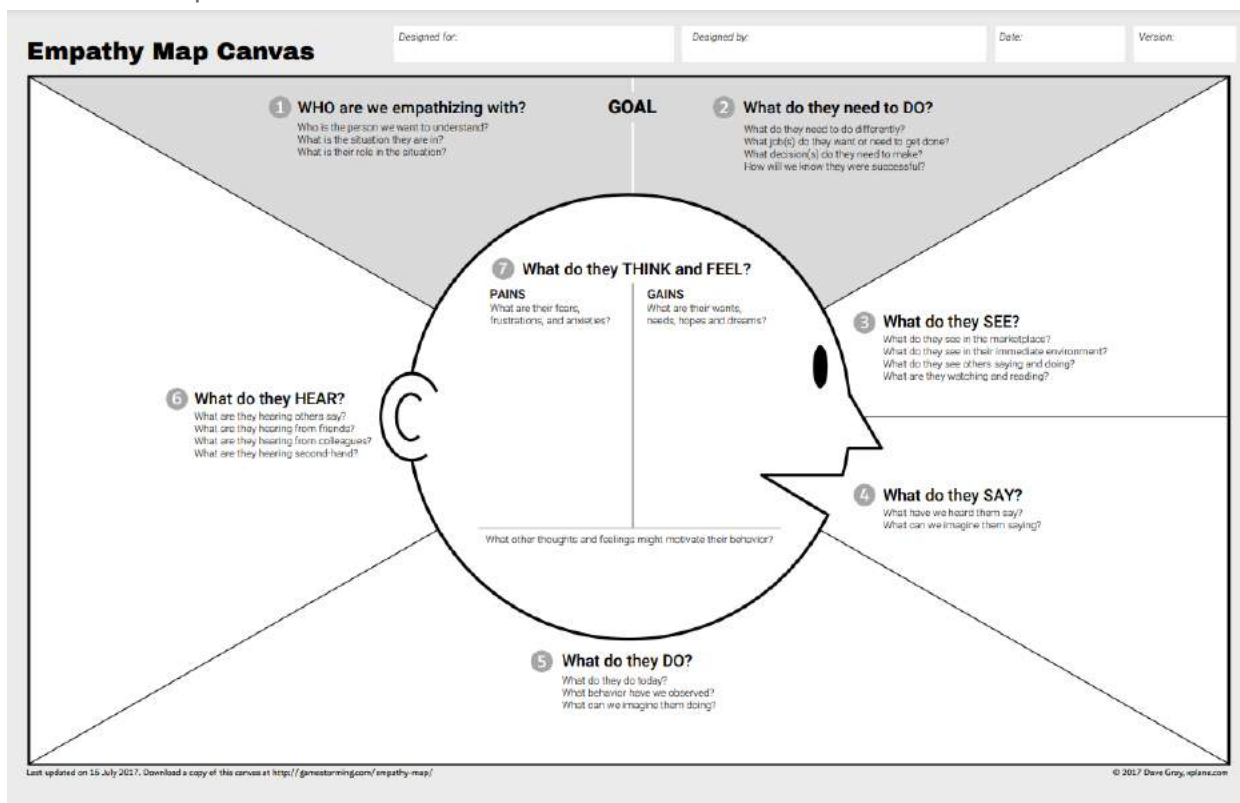 Empathy Map Canvas
Designed for:
Designed by:
Date:
Version:
1 WHO are we empathizing with?
Who is the person we want to understand?
What is the situation they are in?
What is their role in the situation?
GOAL
2 What do they need to DO?
What do they need to do differently?
What job(s) do they want or need to get done?
What decision(s) do they need to make?
How will we know they were successful?
7 What do they THINK and FEEL?
PAINS
What are their fears,
frustrations, and anxieties?
GAINS
What are their wants,
needs, hopes and dreams?
3 What do they SEE?
What do they see in the marketplace?
What do they see in their immediate environment?
What do they see others saying and doing?
What are they watching and reading?
6 What do they HEAR?
What are they hearing others say?
What are they hearing from friends?
What are they hearing from colleagues?
What are they hearing second-hand?
4 What do they SAY?
What have we heard them say?
What can we imagine them saying?
What other thoughts and feelings might motivate their behavior?
5 What do they DO?
What do they do today?
What behavior have we observed?
What can we imagine them doing?
Last updated on 16 July 2017. Download a copy of this canvas at http://gamestorming.com/empathy-map/
© 2017 Dave Gray, xplane.com